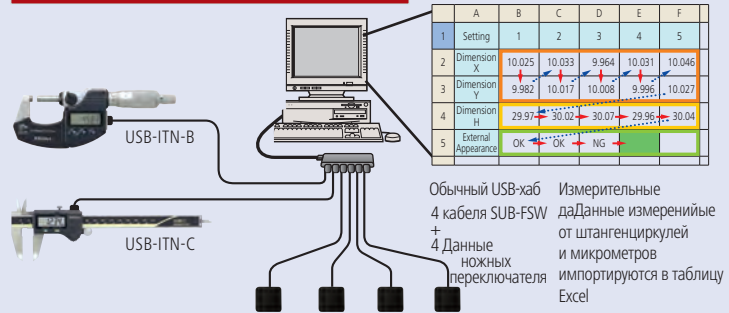 A B C D E F
1 Setting 1 2 3 4 5
2 Dimension X 10.025 10.033 9.964 10.031 10.046
3 Dimension Y 9.982 10.017 10.008 9.996 10.027
4 Dimension H 29.97 30.02 30.07 29.96 30.04
5 External Appearance OK OK NG
USB-ITN-B
USB-ITN-C
Обычный USB-хаб
4 кабеля SUB-FSW
+
4 Данные
ножных
переключателя
Измерительные
даДанные измеренийые
от штангенциркулей
и микрометров
импортируются в таблицу
Excel